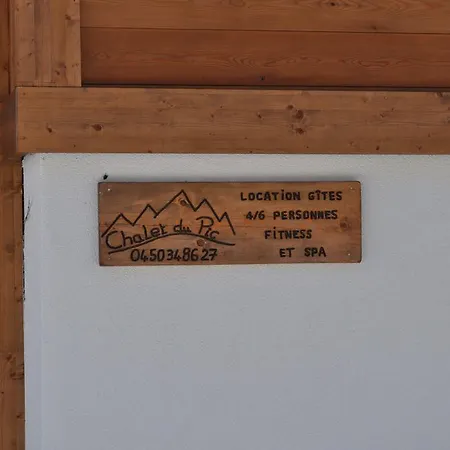 Chalet du Pic
0450348627
LOCATION GÎTES
4/6 PERSONNES
FITNESS
ET SPA